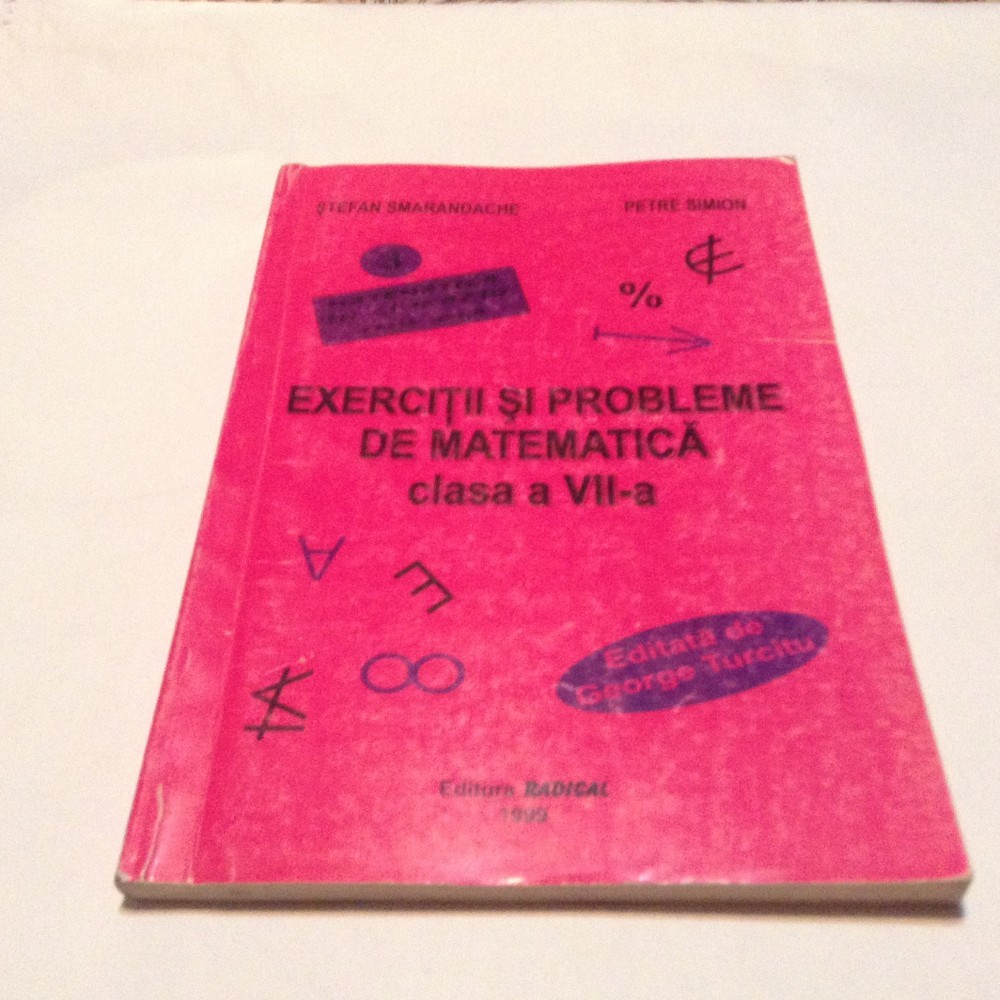 ŞTEFAN SMARANDACHE
PETRE SIMION
%
EXERCIŢII ŞI PROBLEME
DE MATEMATICĂ
clasa a VII-a
Editată de
George Turcitu
Editura RADICAL
1999